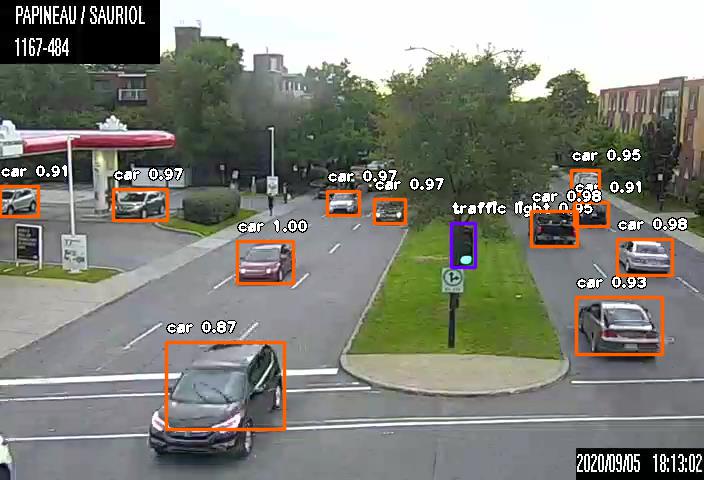 PAPINEAU / SAURIOL
1167-484
car 0.95
car 0.91
car 0.97
car 0.97
car 0.97
car 0.91
car 0.98
traffic light 0.95
car 1.00
car 0.98
car 0.93
car 0.87
2020/09/05 18:13:02